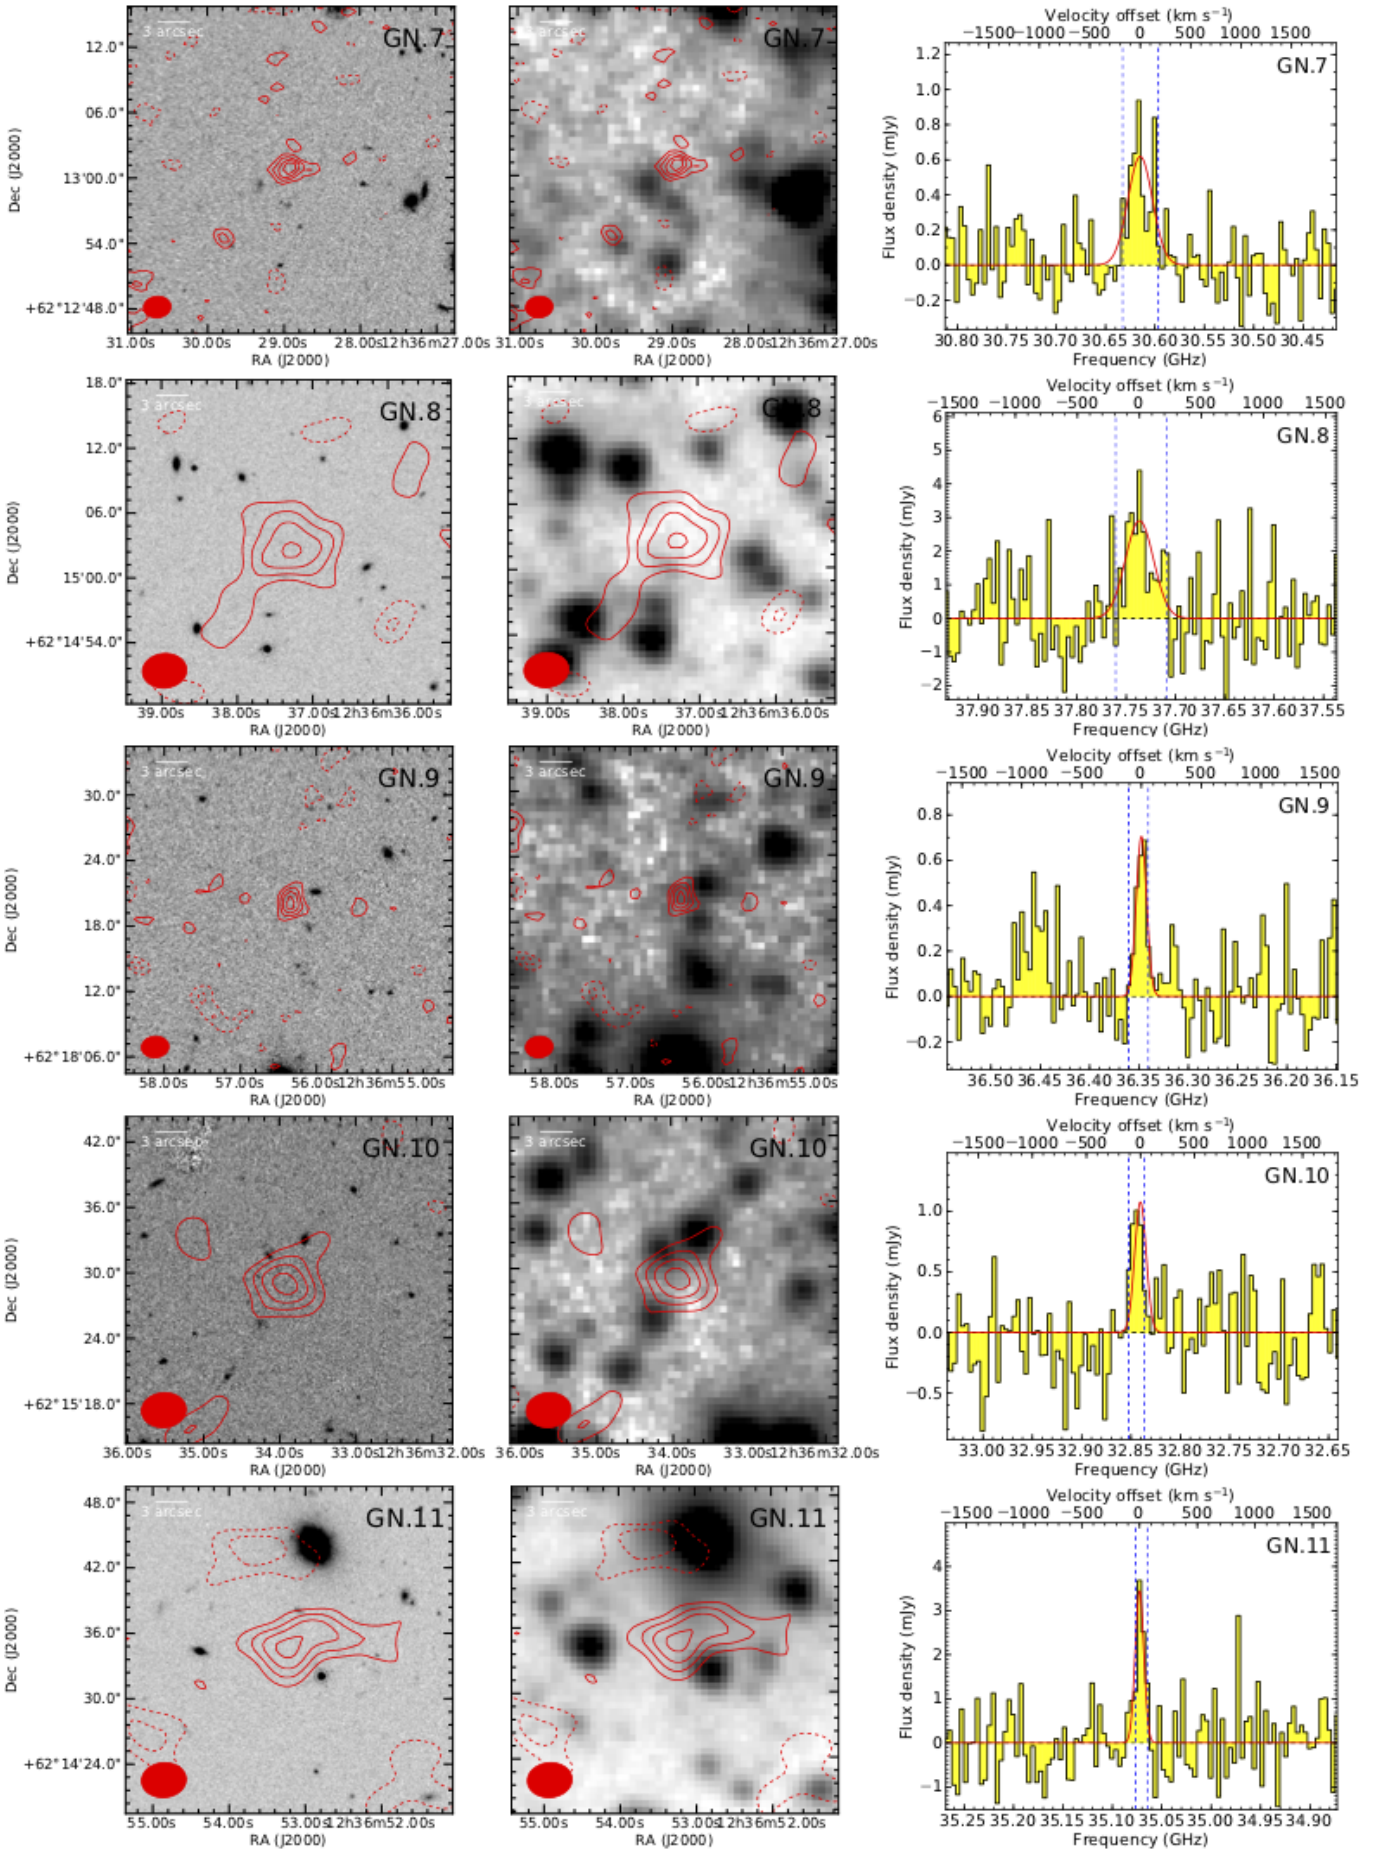 3 arcsec
GN.7
12.0"
06.0"
13'00.0"
54.0"
+62°12'48.0"
Dec (J2000)
31.00s 30.00s 29.00s 28.00s12h36m27.00s
RA (J2000)
3 arcsec
GN.7
31.00s 30.00s 29.00s 28.00s12h36m27.00s
RA (J2000)
Velocity offset (km s⁻¹)
−1500−1000 −500 0 500 1000 1500
GN.7
1.2
1.0
0.8
0.6
0.4
0.2
0.0
−0.2
Flux density (mJy)
30.80 30.75 30.70 30.65 30.60 30.55 30.50 30.45
Frequency (GHz)
3 arcsec
GN.8
18.0"
12.0"
06.0"
15'00.0"
+62°14'54.0"
Dec (J2000)
39.00s 38.00s 37.00s12h36m36.00s
RA (J2000)
3 arcsec
GN.8
39.00s 38.00s 37.00s12h36m36.00s
RA (J2000)
Velocity offset (km s⁻¹)
−1500 −1000 −500 0 500 1000 1500
GN.8
6
5
4
3
2
1
0
−1
−2
Flux density (mJy)
37.90 37.85 37.80 37.75 37.70 37.65 37.60 37.55
Frequency (GHz)
3 arcsec
GN.9
30.0"
24.0"
18.0"
12.0"
+62°18'06.0"
Dec (J2000)
58.00s 57.00s 56.00s12h36m55.00s
RA (J2000)
3 arcsec
GN.9
58.00s 57.00s 56.00s12h36m55.00s
RA (J2000)
Velocity offset (km s⁻¹)
−1500 −1000 −500 0 500 1000 1500
GN.9
0.8
0.6
0.4
0.2
0.0
−0.2
Flux density (mJy)
36.50 36.45 36.40 36.35 36.30 36.25 36.20 36.15
Frequency (GHz)
3 arcsec
GN.10
42.0"
36.0"
30.0"
24.0"
+62°15'18.0"
Dec (J2000)
36.00s 35.00s 34.00s 33.00s12h36m32.00s
RA (J2000)
3 arcsec
GN.10
36.00s 35.00s 34.00s 33.00s12h36m32.00s
RA (J2000)
Velocity offset (km s⁻¹)
−1500−1000 −500 0 500 1000 1500
GN.10
1.0
0.5
0.0
−0.5
Flux density (mJy)
33.00 32.95 32.90 32.85 32.80 32.75 32.70 32.65
Frequency (GHz)
3 arcsec
GN.11
48.0"
42.0"
36.0"
30.0"
+62°14'24.0"
Dec (J2000)
55.00s 54.00s 53.00s12h36m52.00s
RA (J2000)
3 arcsec
GN.11
55.00s 54.00s 53.00s12h36m52.00s
RA (J2000)
Velocity offset (km s⁻¹)
−1500−1000 −500 0 500 1000 1500
GN.11
4
3
2
1
0
−1
Flux density (mJy)
35.25 35.20 35.15 35.10 35.05 35.00 34.95 34.90
Frequency (GHz)